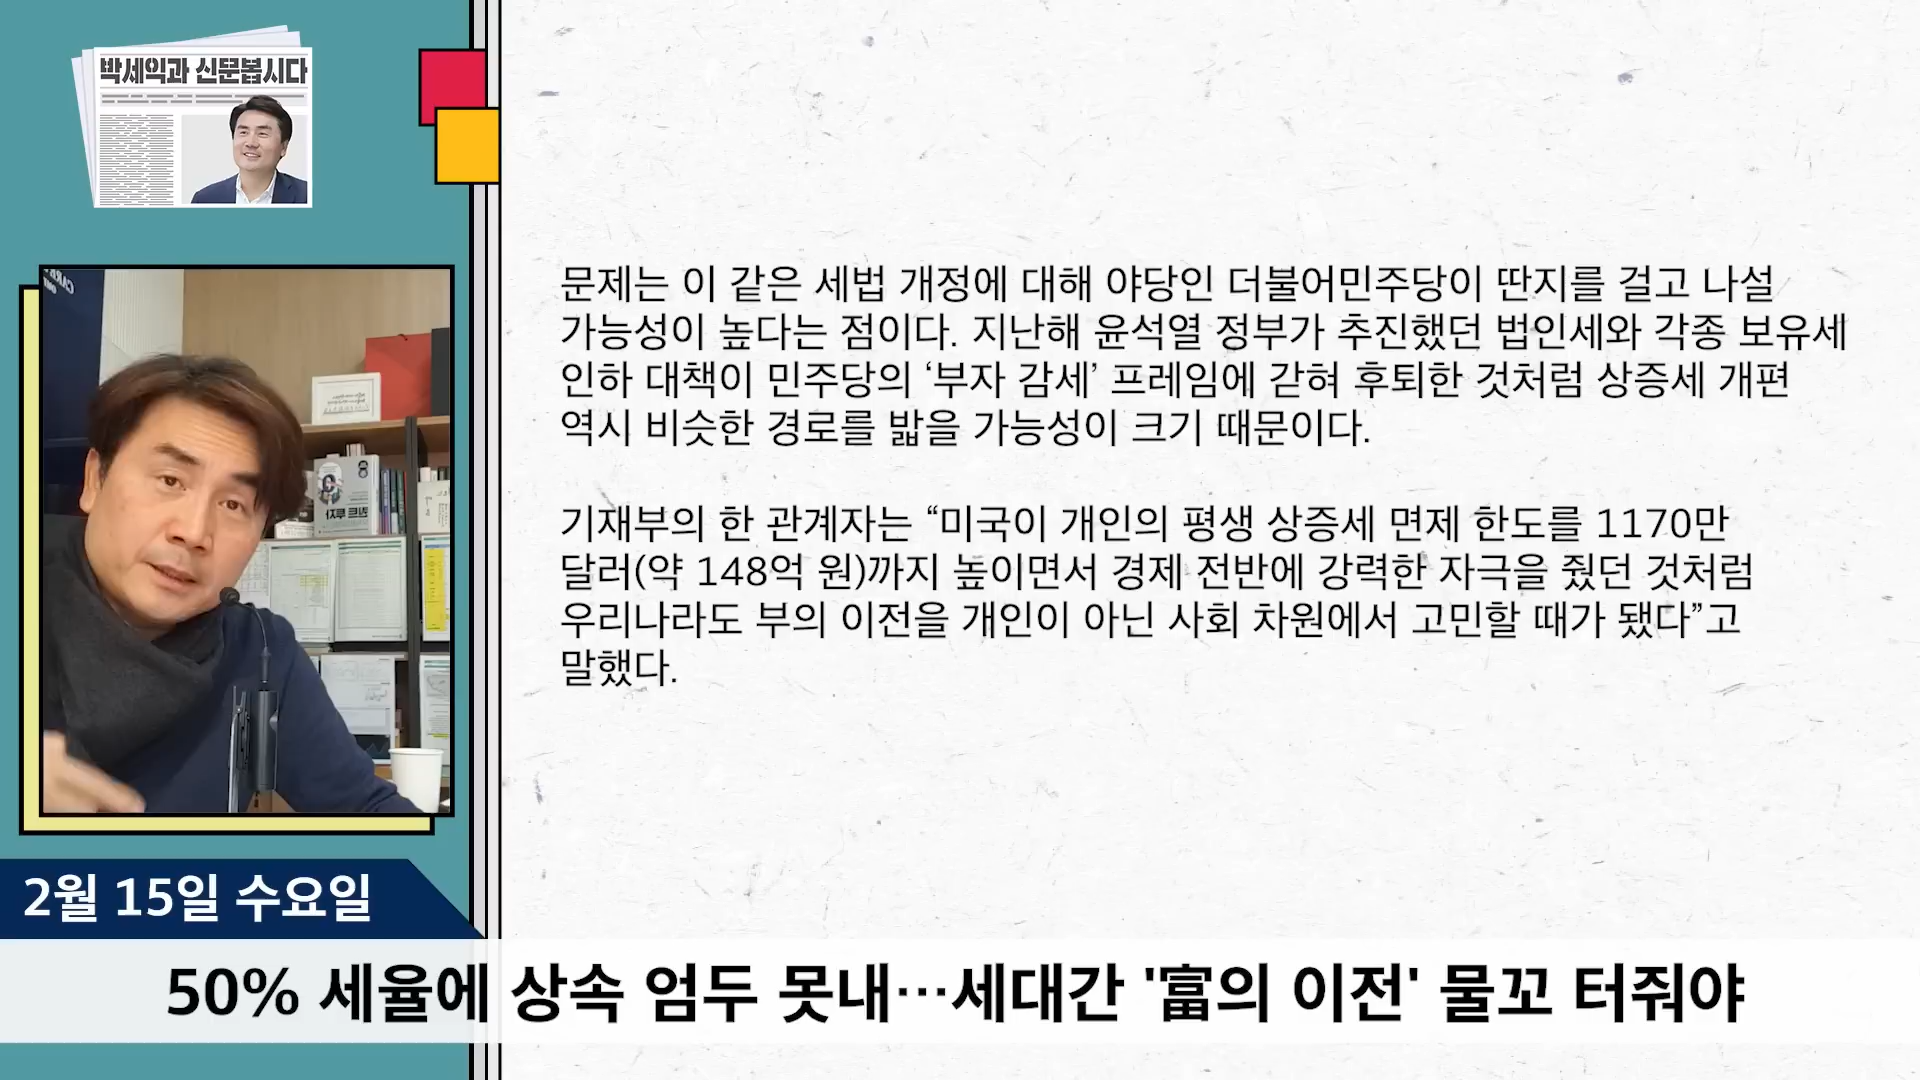 박세익과 신문봅시다
문제는 이 같은 세법 개정에 대해 야당인 더불어민주당이 딴지를 걸고 나설
가능성이 높다는 점이다. 지난해 윤석열 정부가 추진했던 법인세와 각종 보유세
인하 대책이 민주당의 ‘부자 감세’ 프레임에 갇혀 후퇴한 것처럼 상증세 개편
역시 비슷한 경로를 밟을 가능성이 크기 때문이다.
기재부의 한 관계자는 “미국이 개인의 평생 상증세 면제 한도를 1170만
달러(약 148억 원)까지 높이면서 경제 전반에 강력한 자극을 줬던 것처럼
우리나라도 부의 이전을 개인이 아닌 사회 차원에서 고민할 때가 됐다”고
말했다.
2월 15일 수요일
50% 세율에 상속 엄두 못내…세대간 '富의 이전' 물꼬 터줘야